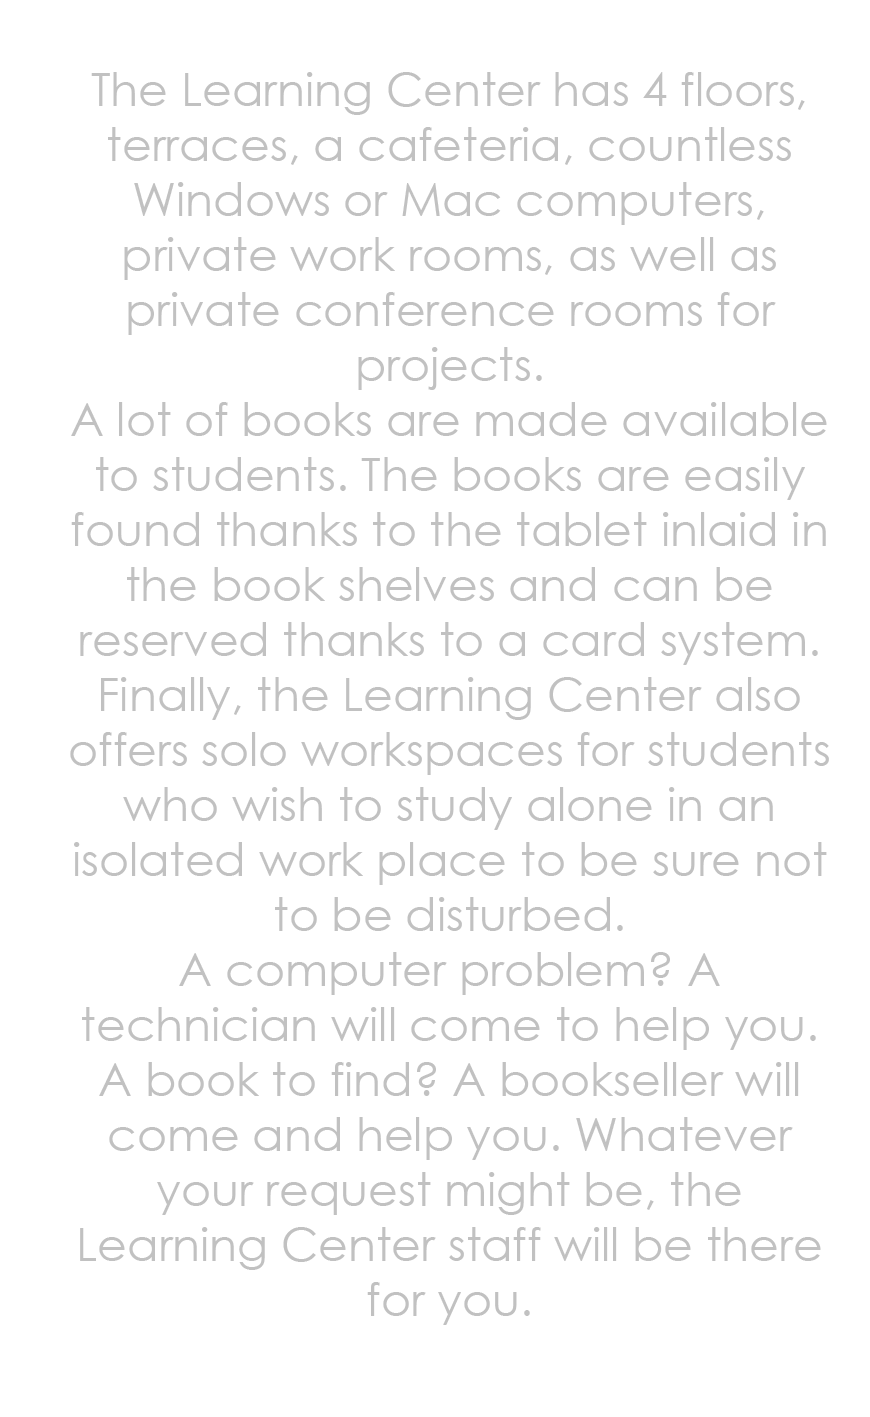 The Learning Center has 4 floors,
terraces, a cafeteria, countless
Windows or Mac computers,
private work rooms, as well as
private conference rooms for
projects.
A lot of books are made available
to students. The books are easily
found thanks to the tablet inlaid in
the book shelves and can be
reserved thanks to a card system.
Finally, the Learning Center also
offers solo workspaces for students
who wish to study alone in an
isolated work place to be sure not
to be disturbed.
A computer problem? A
technician will come to help you.
A book to find? A bookseller will
come and help you. Whatever
your request might be, the
Learning Center staff will be there
for you.